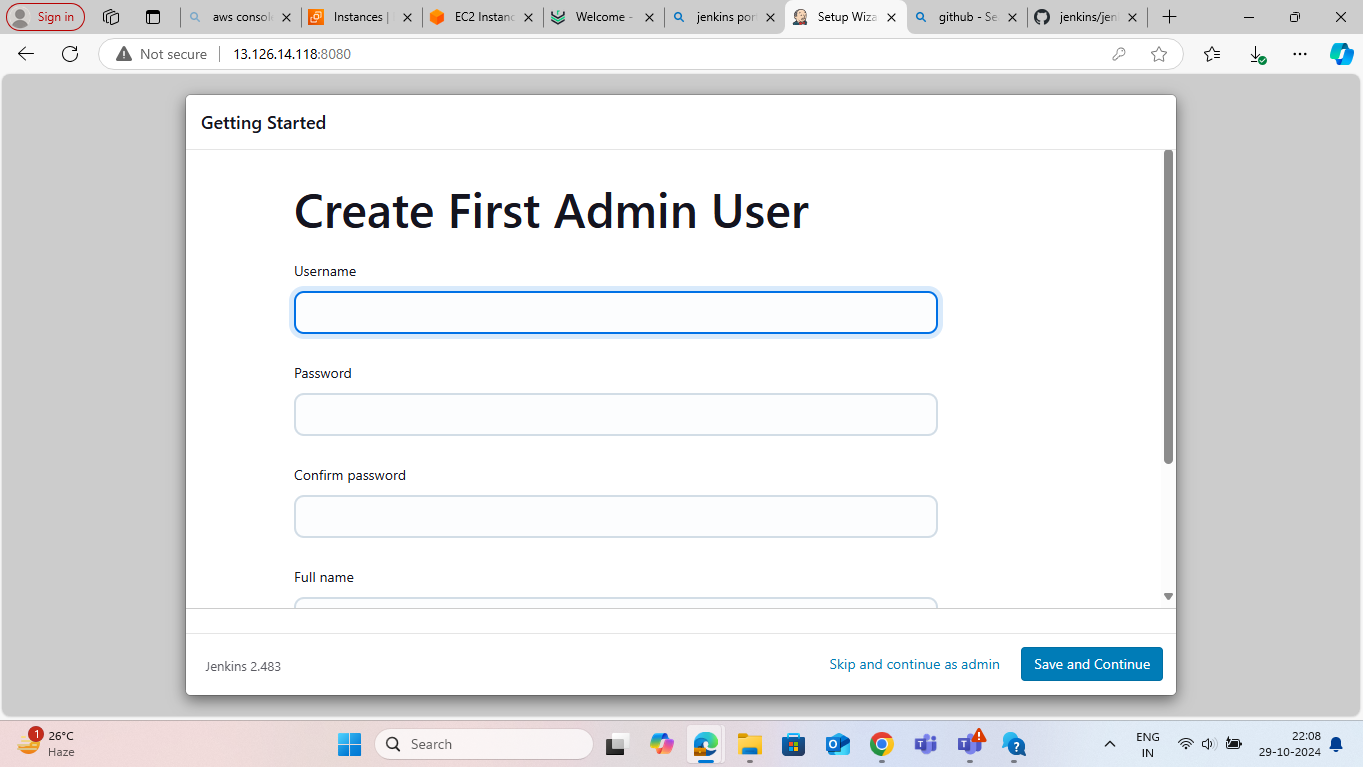 Sign in
aws consol
Instances |
EC2 Instanc
Welcome -
jenkins por
Setup Wiza
github - Se
jenkins/jen
Not secure
13.126.14.118:8080
Getting Started
Create First Admin User
Username
Password
Confirm password
Full name
Jenkins 2.483
Skip and continue as admin
Save and Continue
1
26°C
Haze
Search
ENG
IN
22:08
29-10-2024